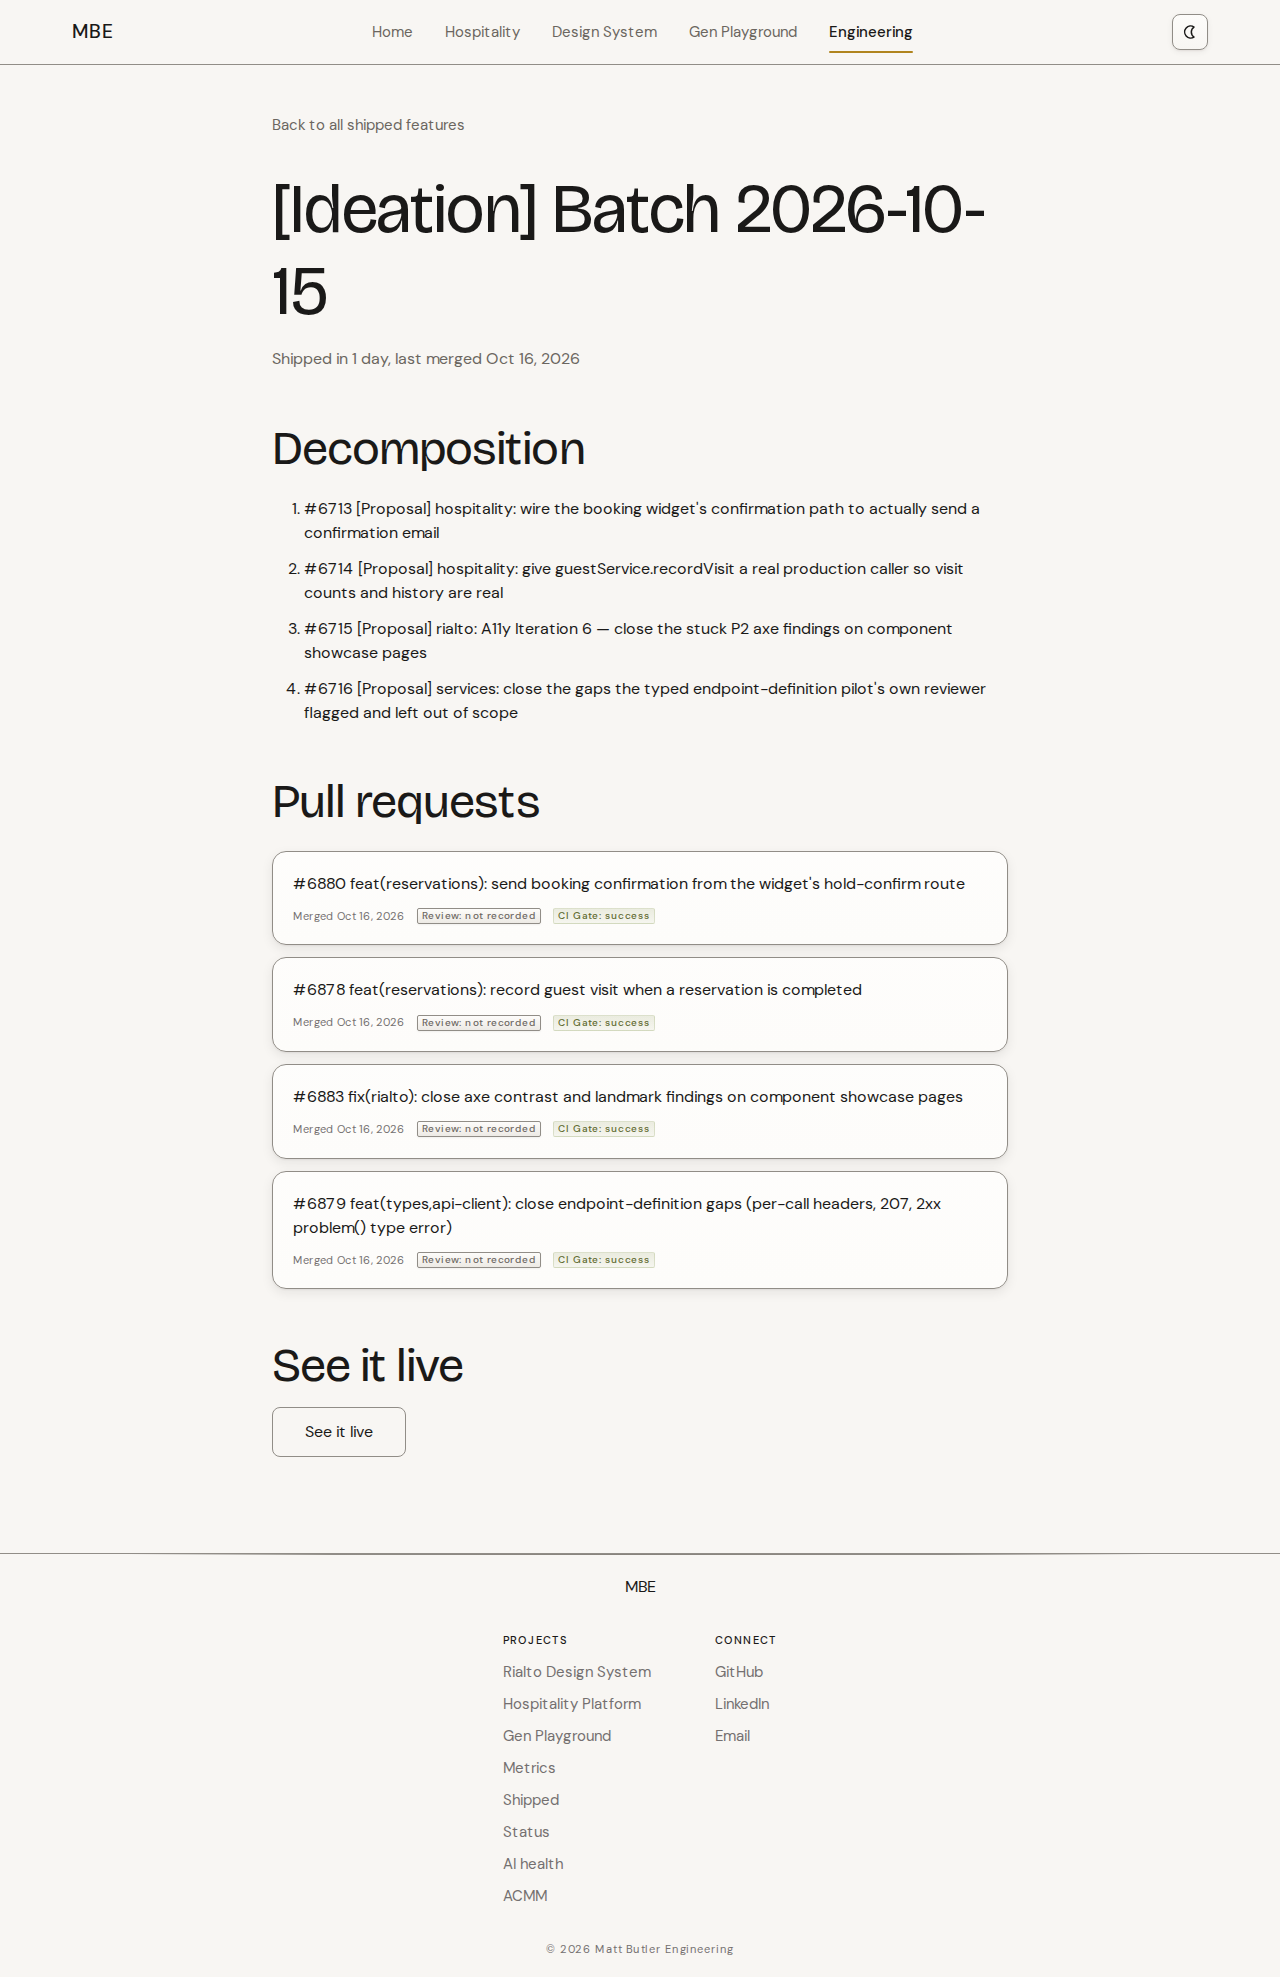 MBE
Home Hospitality Design System Gen Playground Engineering
Back to all shipped features
[Ideation] Batch 2026-10-
15
Shipped in 1 day, last merged Oct 16, 2026
Decomposition
1. #6713 [Proposal] hospitality: wire the booking widget's confirmation path to actually send a
confirmation email
2. #6714 [Proposal] hospitality: give guestService.recordVisit a real production caller so visit
counts and history are real
3. #6715 [Proposal] rialto: A11y Iteration 6 — close the stuck P2 axe findings on component
showcase pages
4. #6716 [Proposal] services: close the gaps the typed endpoint-definition pilot's own reviewer
flagged and left out of scope
Pull requests
#6880 feat(reservations): send booking confirmation from the widget's hold-confirm route
Merged Oct 16, 2026 Review: not recorded CI Gate: success
#6878 feat(reservations): record guest visit when a reservation is completed
Merged Oct 16, 2026 Review: not recorded CI Gate: success
#6883 fix(rialto): close axe contrast and landmark findings on component showcase pages
Merged Oct 16, 2026 Review: not recorded CI Gate: success
#6879 feat(types,api-client): close endpoint-definition gaps (per-call headers, 207, 2xx
problem() type error)
Merged Oct 16, 2026 Review: not recorded CI Gate: success
See it live
See it live
MBE
PROJECTS
Rialto Design System
Hospitality Platform
Gen Playground
Metrics
Shipped
Status
AI health
ACMM
CONNECT
GitHub
LinkedIn
Email
© 2026 Matt Butler Engineering